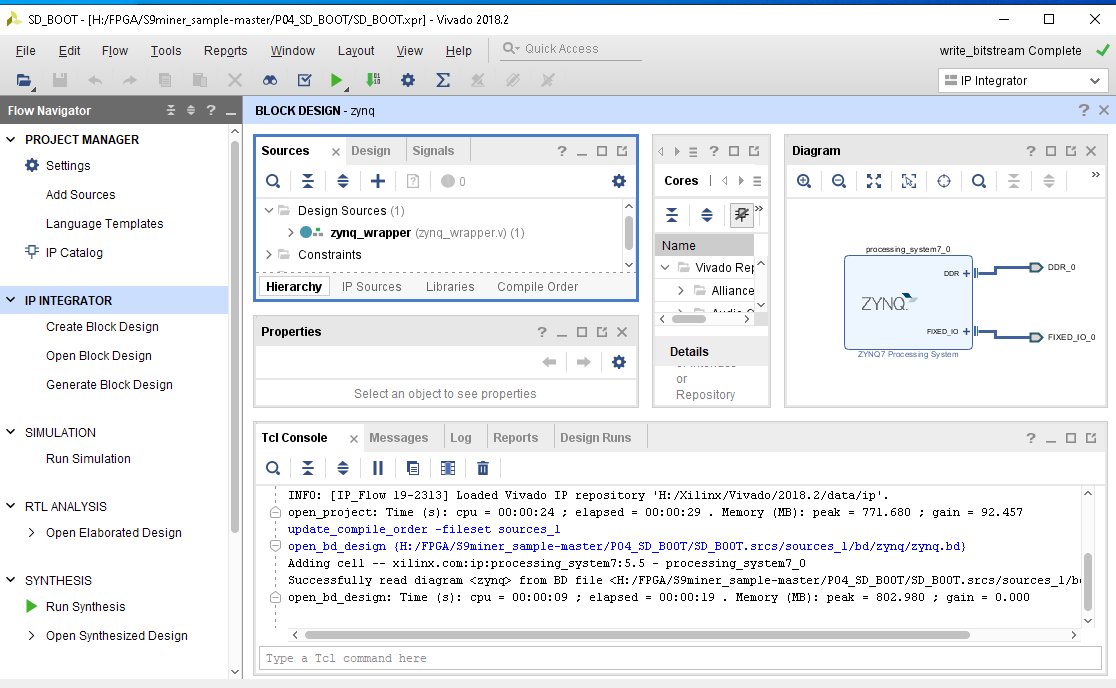 SD_BOOT - [H:/FPGA/S9miner_sample-master/P04_SD_BOOT/SD_BOOT.xpr] - Vivado 2018.2
File Edit Flow Tools Reports Window Layout View Help Quick Access
write_bitstream Complete
IP Integrator
Flow Navigator
PROJECT MANAGER
Settings
Add Sources
Language Templates
IP Catalog
IP INTEGRATOR
Create Block Design
Open Block Design
Generate Block Design
SIMULATION
Run Simulation
RTL ANALYSIS
Open Elaborated Design
SYNTHESIS
Run Synthesis
Open Synthesized Design
BLOCK DESIGN - zynq
Sources Design Signals
0
Design Sources (1)
zynq_wrapper (zynq_wrapper.v) (1)
Constraints
Hierarchy IP Sources Libraries Compile Order
Properties
Select an object to see properties
Cores
Name
Vivado Rep
Alliance
Details
or
Repository
Diagram
processing_system7_0
DDR
DDR_0
ZYNQ
FIXED_IO
FIXED_IO_0
ZYNQ7 Processing System
Tcl Console Messages Log Reports Design Runs
INFO: [IP_Flow 19-2313] Loaded Vivado IP repository 'H:/Xilinx/Vivado/2018.2/data/ip'.
open_project: Time (s): cpu = 00:00:24 ; elapsed = 00:00:29 . Memory (MB): peak = 771.680 ; gain = 92.457
update_compile_order -fileset sources_1
open_bd_design {H:/FPGA/S9miner_sample-master/P04_SD_BOOT/SD_BOOT.srcs/sources_1/bd/zynq/zynq.bd}
Adding cell -- xilinx.com:ip:processing_system7:5.5 - processing_system7_0
Successfully read diagram <zynq> from BD file <H:/FPGA/S9miner_sample-master/P04_SD_BOOT/SD_BOOT.srcs/sources_1/b
open_bd_design: Time (s): cpu = 00:00:09 ; elapsed = 00:00:19 . Memory (MB): peak = 802.980 ; gain = 0.000
Type a Tcl command here